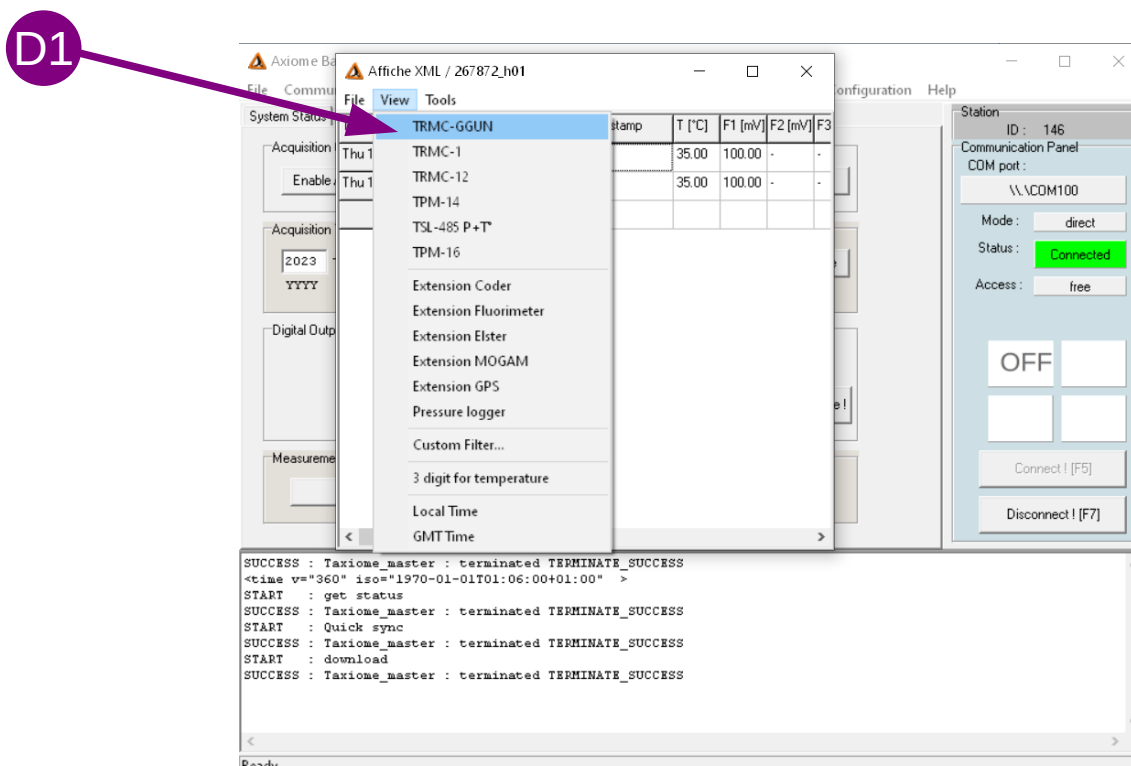 D1
Axiome Ba
File Commu
onfiguration Help
System Status
Acquisition
Enable
Acquisition
2023
YYYY
Digital Outp
e !
Measureme
Affiche XML / 267872_h01
File View Tools
stamp T [°C] F1 [mV] F2 [mV] F3
Thu 1 35.00 100.00 - -
Thu 1 35.00 100.00 - -
TRMC-GGUN
TRMC-1
TRMC-12
TPM-14
TSL-485 P+T°
TPM-16
Extension Coder
Extension Fluorimeter
Extension Elster
Extension MOGAM
Extension GPS
Pressure logger
Custom Filter...
3 digit for temperature
Local Time
GMT Time
Station
ID : 146
Communication Panel
COM port :
\\.\COM100
Mode : direct
Status : Connected
Access : free
OFF
Connect ! [F5]
Disconnect ! [F7]
SUCCESS : Taxiome_master : terminated TERMINATE_SUCCESS
<time v="360" iso="1970-01-01T01:06:00+01:00" >
START : get status
SUCCESS : Taxiome_master : terminated TERMINATE_SUCCESS
START : Quick sync
SUCCESS : Taxiome_master : terminated TERMINATE_SUCCESS
START : download
SUCCESS : Taxiome_master : terminated TERMINATE_SUCCESS
Ready